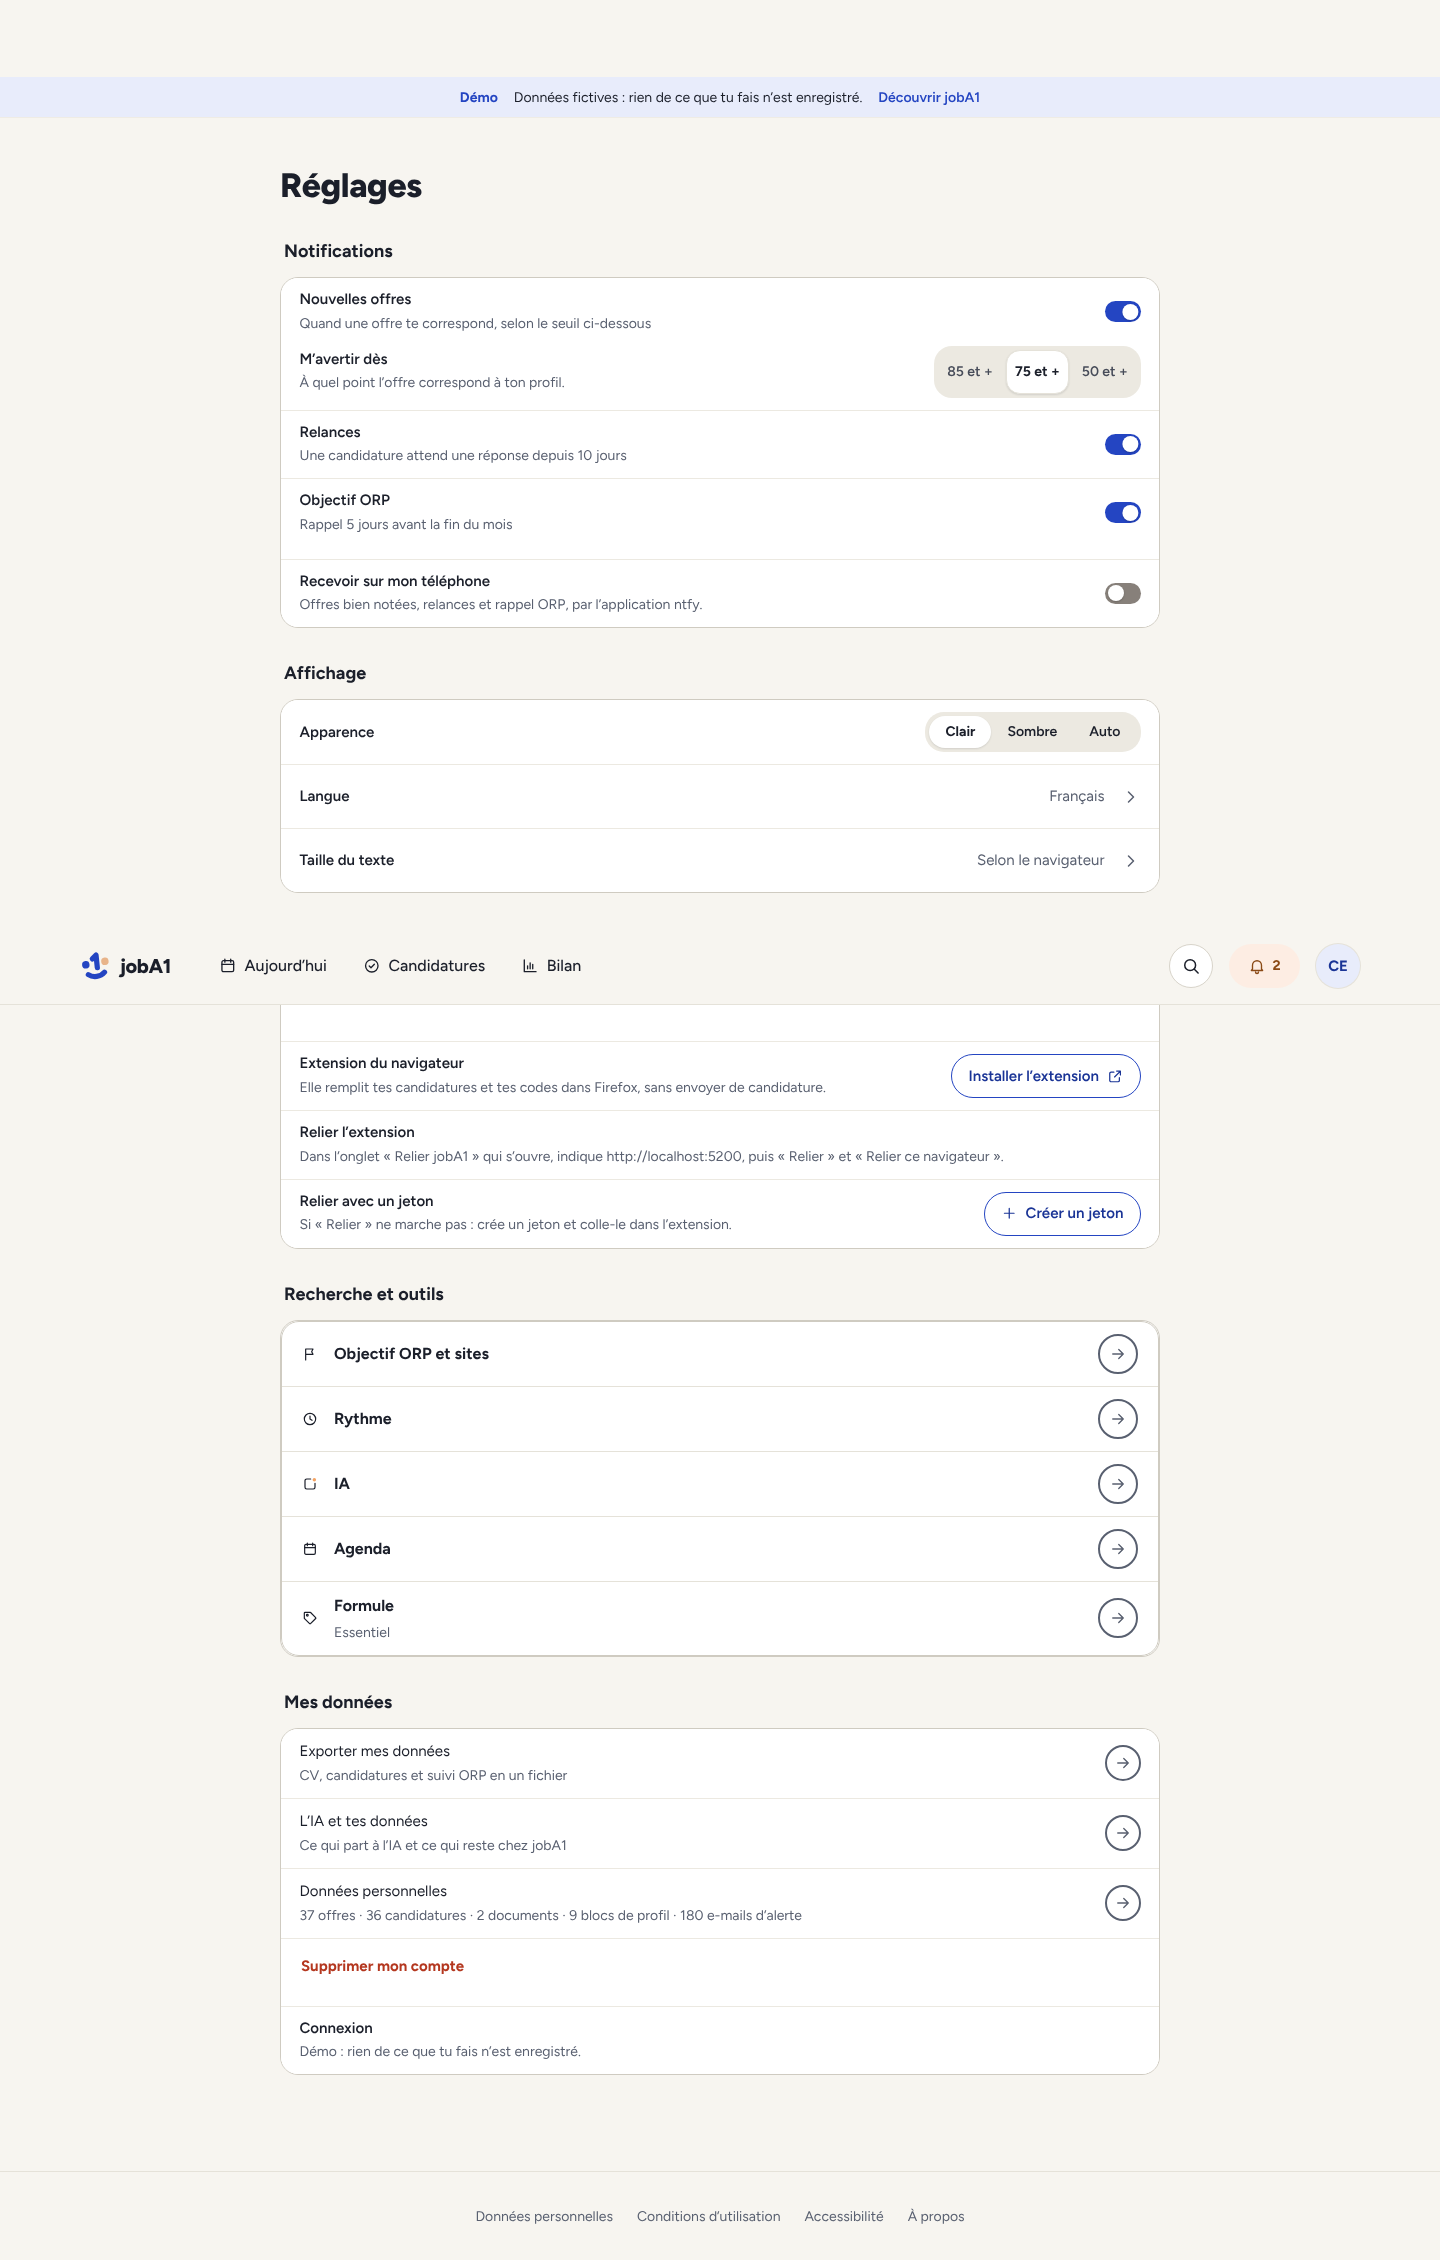 Démo Données fictives : rien de ce que tu fais n’est enregistré. Découvrir jobA1
Réglages
Notifications
Nouvelles offres
Quand une offre te correspond, selon le seuil ci-dessous
M’avertir dès
À quel point l’offre correspond à ton profil.
85 et + 75 et + 50 et +
Relances
Une candidature attend une réponse depuis 10 jours
Objectif ORP
Rappel 5 jours avant la fin du mois
Recevoir sur mon téléphone
Offres bien notées, relances et rappel ORP, par l’application ntfy.
Affichage
Apparence
Clair Sombre Auto
Langue
Français
Taille du texte
Selon le navigateur
jobA1 Aujourd’hui Candidatures Bilan 2 CE
Extension du navigateur
Elle remplit tes candidatures et tes codes dans Firefox, sans envoyer de candidature.
Installer l’extension
Relier l’extension
Dans l’onglet « Relier jobA1 » qui s’ouvre, indique http://localhost:5200, puis « Relier » et « Relier ce navigateur ».
Relier avec un jeton
Si « Relier » ne marche pas : crée un jeton et colle-le dans l’extension.
Créer un jeton
Recherche et outils
Objectif ORP et sites
Rythme
IA
Agenda
Formule
Essentiel
Mes données
Exporter mes données
CV, candidatures et suivi ORP en un fichier
L’IA et tes données
Ce qui part à l’IA et ce qui reste chez jobA1
Données personnelles
37 offres · 36 candidatures · 2 documents · 9 blocs de profil · 180 e-mails d’alerte
Supprimer mon compte
Connexion
Démo : rien de ce que tu fais n’est enregistré.
Données personnelles Conditions d’utilisation Accessibilité À propos